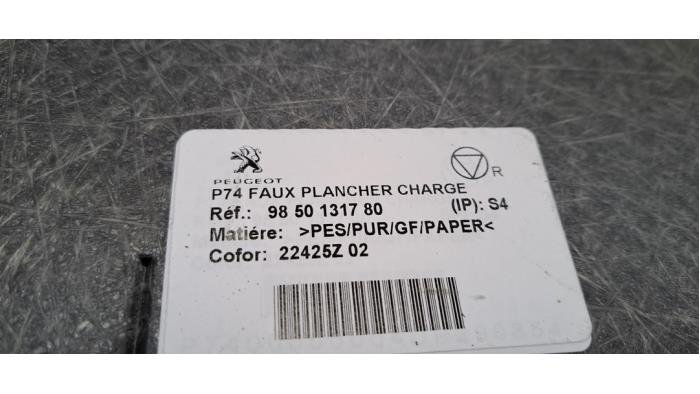 PEUGEOT
R
P74 FAUX PLANCHER CHARGE
Réf.: 98 50 1317 80 (IP): S4
Matiére: >PES/PUR/GF/PAPER<
Cofor: 22425Z 02